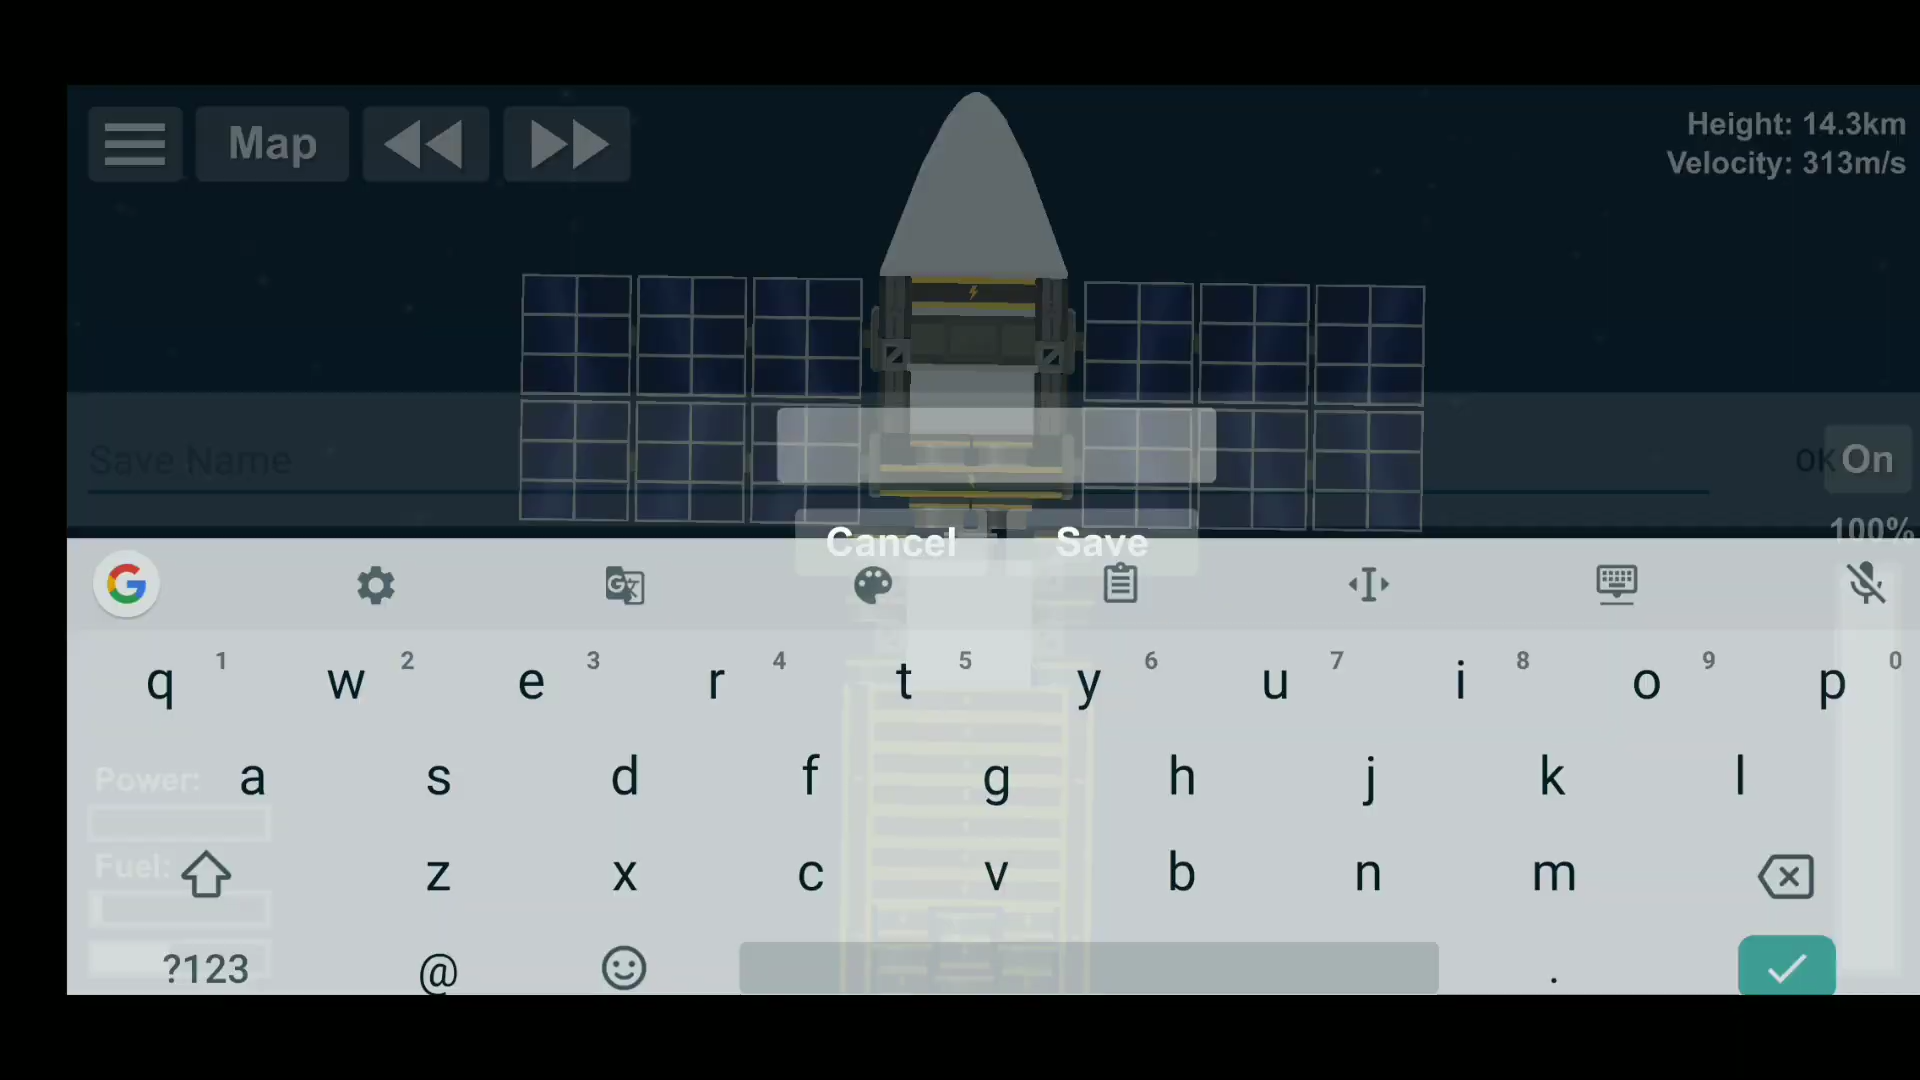 Map
Height: 14.3km
Velocity: 313m/s
Save Name
OK
On
100%
Cancel Save
q 1 w 2 e 3 r 4 t 5 y 6 u 7 i 8 o 9 p 0
Power:
a s d f g h j k l
Fuel:
z x c v b n m
?123 @ .